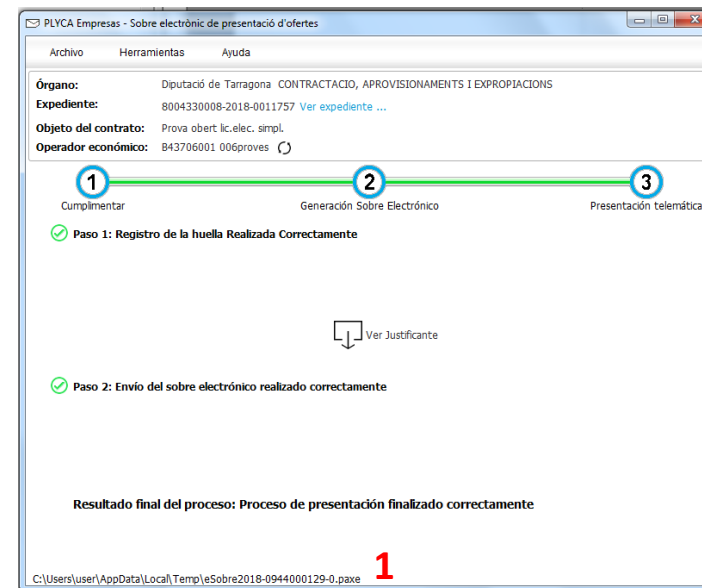 PLYCA Empresas - Sobre electrònic de presentació d'ofertes
Archivo Herramientas Ayuda
Órgano: Diputació de Tarragona CONTRACTACIO, APROVISIONAMENTS I EXPROPIACIONS
Expediente: 8004330008-2018-0011757 Ver expediente ...
Objeto del contrato: Prova obert lic.elec. simpl.
Operador económico: B43706001 006proves
1 2 3
Cumplimentar Generación Sobre Electrónico Presentación telemática
Paso 1: Registro de la huella Realizada Correctamente
Ver Justificante
Paso 2: Envío del sobre electrónico realizado correctamente
Resultado final del proceso: Proceso de presentación finalizado correctamente
C:\Users\user\AppData\Local\Temp\eSobre2018-0944000129-0.paxe 1